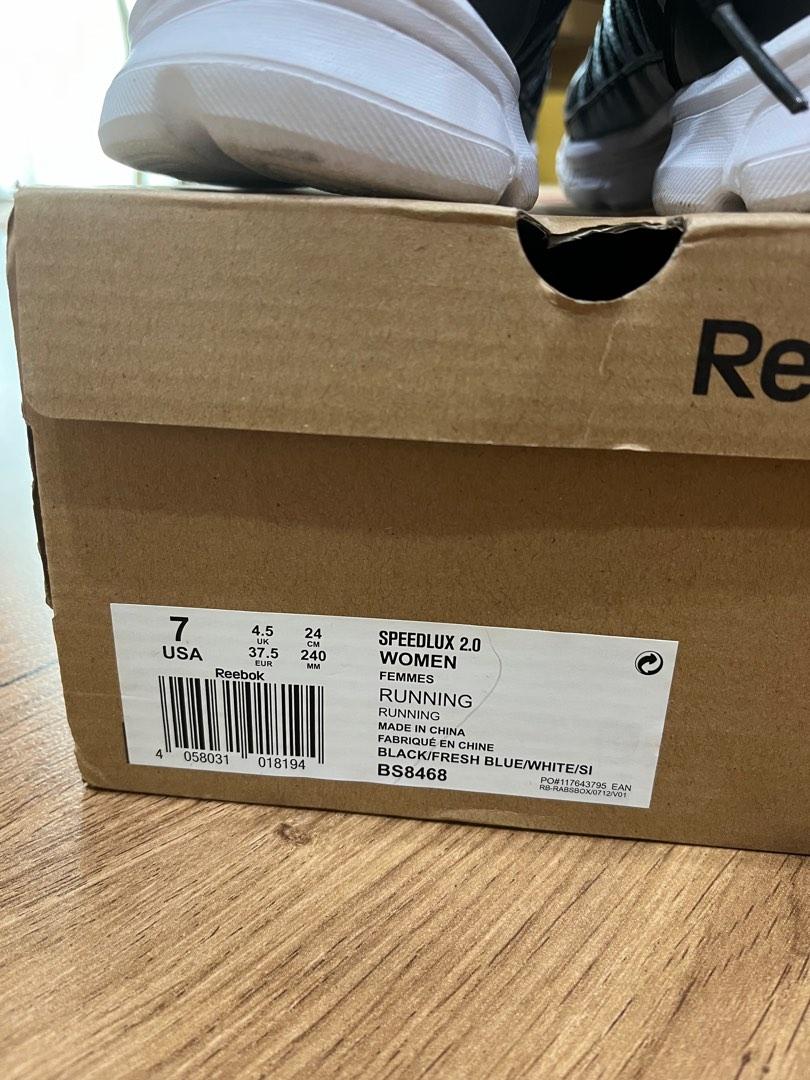 Re
7
USA
4.5
UK
37.5
EUR
24
CM
240
MM
Reebok
4 058031 018194
SPEEDLUX 2.0
WOMEN
FEMMES
RUNNING
RUNNING
MADE IN CHINA
FABRIQUÉ EN CHINE
BLACK/FRESH BLUE/WHITE/SI
BS8468
PO#117643795 EAN
RB-RABSBOX/0712/V01